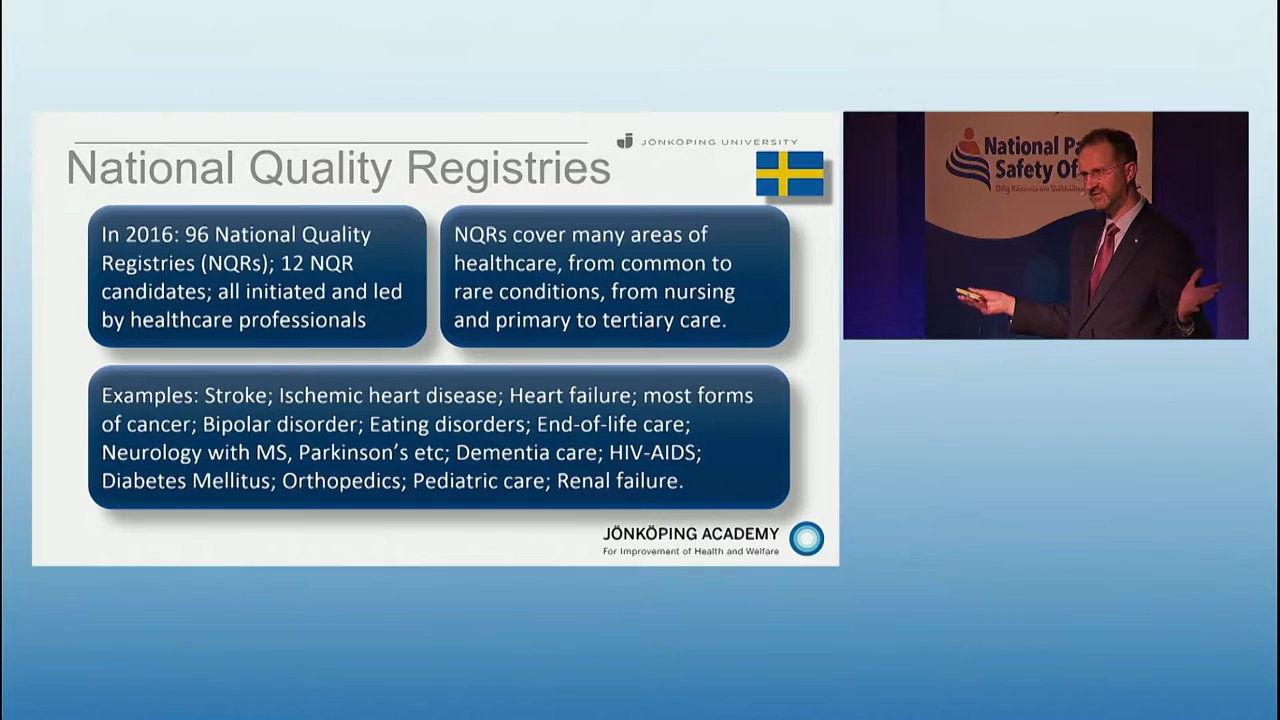 JÖNKÖPING UNIVERSITY
National Quality Registries
In 2016: 96 National Quality
Registries (NQRs); 12 NQR
candidates; all initiated and led
by healthcare professionals
NQRs cover many areas of
healthcare, from common to
rare conditions, from nursing
and primary to tertiary care.
Examples: Stroke; Ischemic heart disease; Heart failure; most forms
of cancer; Bipolar disorder; Eating disorders; End-of-life care;
Neurology with MS, Parkinson’s etc; Dementia care; HIV-AIDS;
Diabetes Mellitus; Orthopedics; Pediatric care; Renal failure.
JÖNKÖPING ACADEMY
For Improvement of Health and Welfare
National Pa
Safety Of